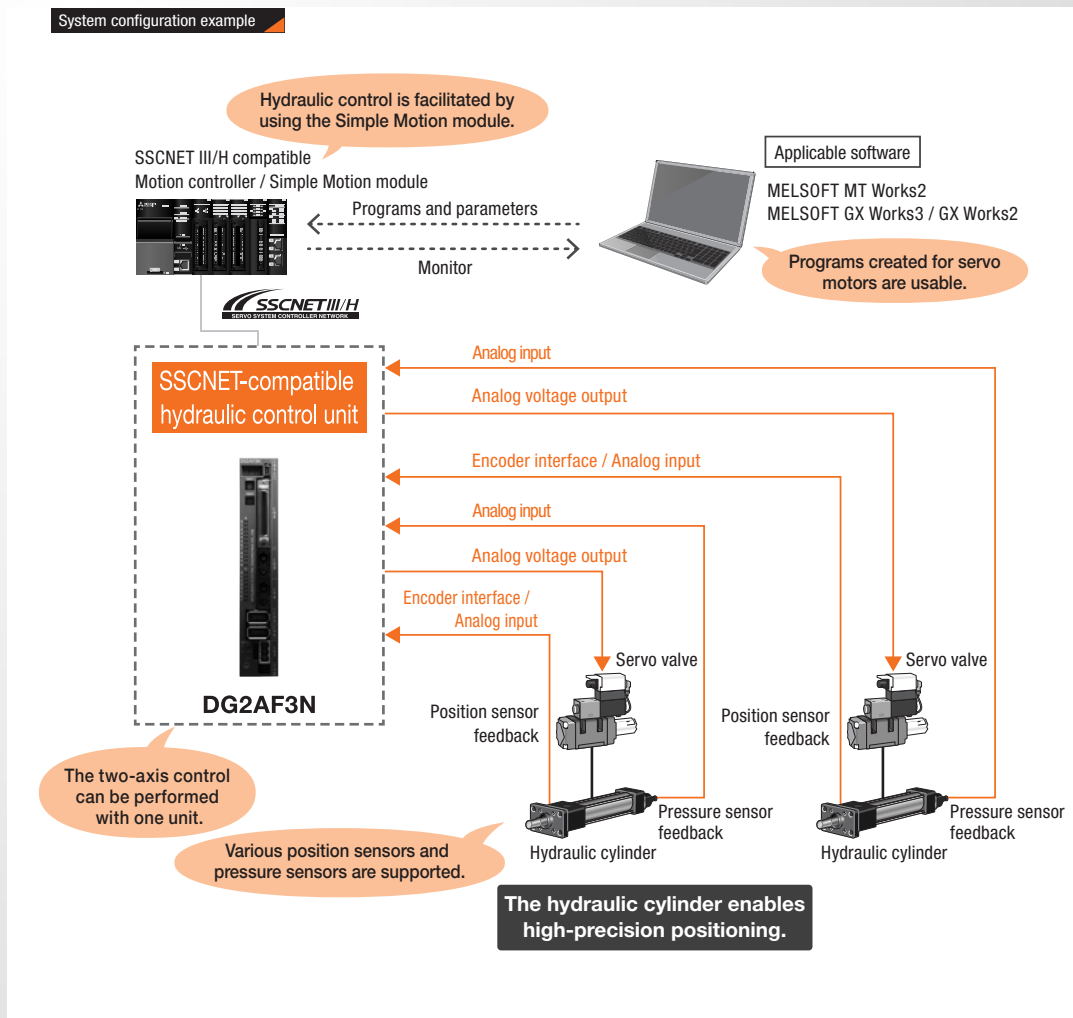 System configuration example
Hydraulic control is facilitated by
using the Simple Motion module.
SSCNET III/H compatible
Motion controller / Simple Motion module
Programs and parameters
Monitor
Applicable software
MELSOFT MT Works2
MELSOFT GX Works3 / GX Works2
Programs created for servo
motors are usable.
SSCNETIII/H
SERVO SYSTEM CONTROLLER NETWORK
SSCNET-compatible
hydraulic control unit
DG2AF3N
Analog input
Analog voltage output
Encoder interface / Analog input
Analog input
Analog voltage output
Encoder interface /
Analog input
Servo valve
Servo valve
Position sensor
feedback
Position sensor
feedback
The two-axis control
can be performed
with one unit.
Pressure sensor
feedback
Pressure sensor
feedback
Hydraulic cylinder
Hydraulic cylinder
Various position sensors and
pressure sensors are supported.
The hydraulic cylinder enables
high-precision positioning.